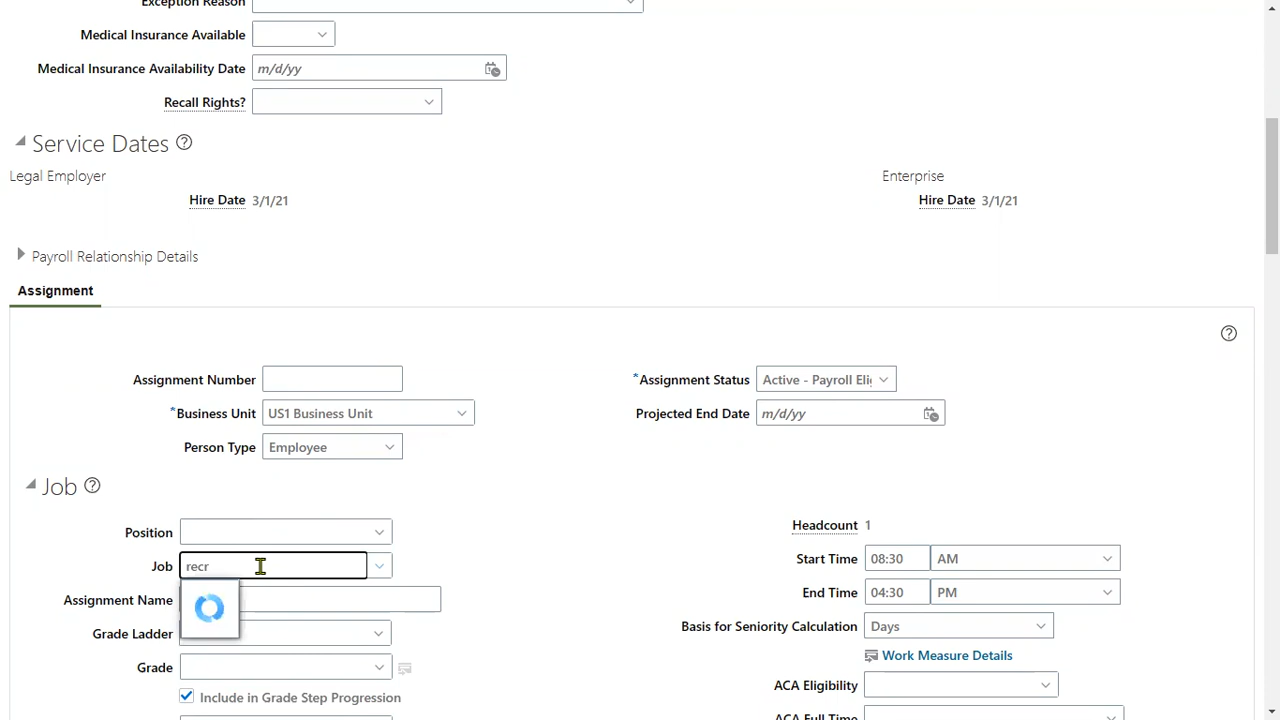 Exception Reason
Medical Insurance Available
Medical Insurance Availability Date m/d/yy
Recall Rights?
Service Dates
Legal Employer Enterprise
Hire Date 3/1/21 Hire Date 3/1/21
Payroll Relationship Details
Assignment
Assignment Number *Assignment Status Active - Payroll Eli
*Business Unit US1 Business Unit Projected End Date m/d/yy
Person Type Employee
Job
Position Headcount 1
Job recr Start Time 08:30 AM
Assignment Name End Time 04:30 PM
Grade Ladder Basis for Seniority Calculation Days
Grade Work Measure Details
Include in Grade Step Progression ACA Eligibility
ACA Full Time